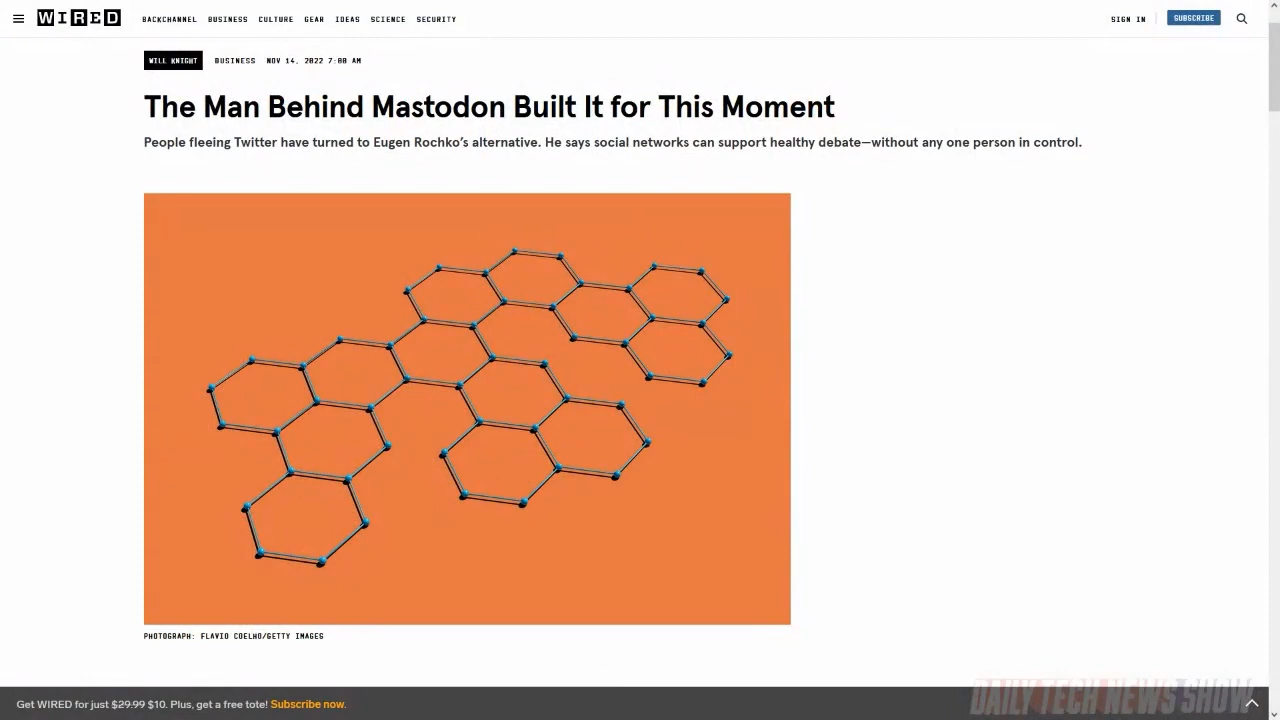 WIRED
BACKCHANNEL BUSINESS CULTURE GEAR IDEAS SCIENCE SECURITY
SIGN IN
SUBSCRIBE
WILL KNIGHT BUSINESS NOV 14, 2022 7:00 AM
The Man Behind Mastodon Built It for This Moment
People fleeing Twitter have turned to Eugen Rochko's alternative. He says social networks can support healthy debate—without any one person in control.
PHOTOGRAPH: FLAVIO COELHO/GETTY IMAGES
Get WIRED for just $29.99 $10. Plus, get a free tote! Subscribe now.
DAILY TECH NEWS SHOW